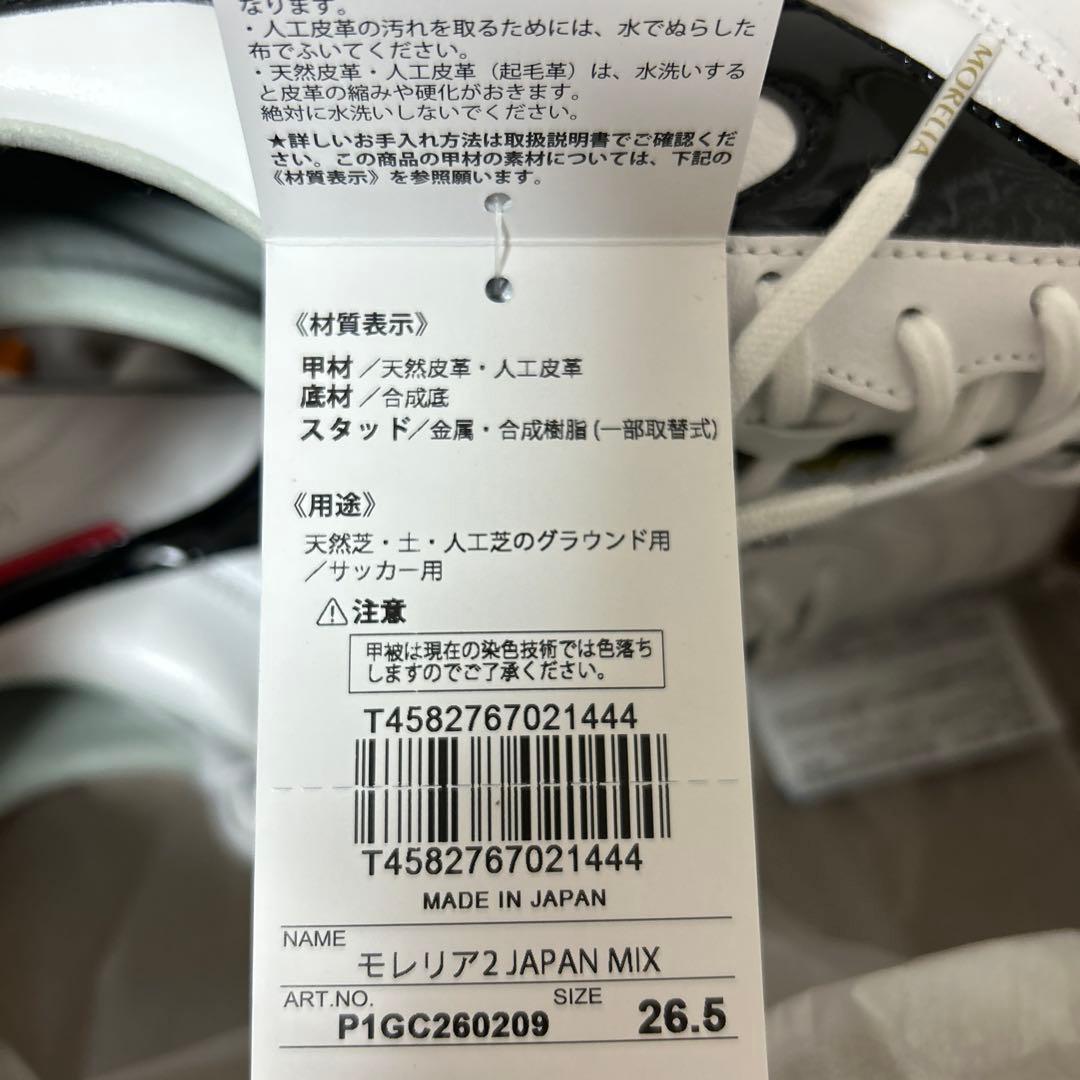 なります。
・人工皮革の汚れを取るためには、水でぬらした
布でふいてください。
・天然皮革・人工皮革（起毛革）は、水洗いする
と皮革の縮みや硬化がおきます。
絶対に水洗いしないでください。
★詳しいお手入れ方法は取扱説明書でご確認くだ
さい。この商品の甲材の素材については、下記の
《材質表示》を参照願います。
MORELIA
《材質表示》
甲材／天然皮革・人工皮革
底材／合成底
スタッド／金属・合成樹脂(一部取替式)
《用途》
天然芝・土・人工芝のグラウンド用
／サッカー用
⚠注意
甲被は現在の染色技術では色落ち
しますのでご了承ください。
T4582767021444
T4582767021444
MADE IN JAPAN
NAME
モレリア2 JAPAN MIX
ART.NO. SIZE
P1GC260209 26.5